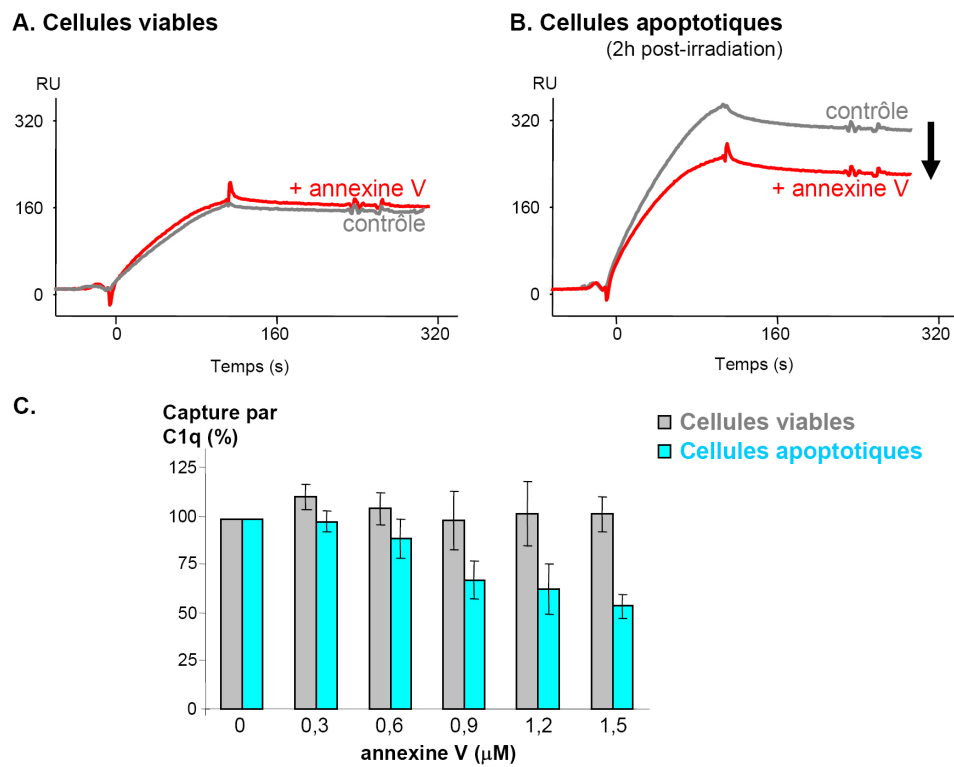 A. Cellules viables
RU
320
160
0
+ annexine V
contrôle
0
160
320
Temps (s)
B. Cellules apoptotiques
(2h post-irradiation)
RU
320
160
0
contrôle
+ annexine V
0
160
320
Temps (s)
C.
Capture par
C1q (%)
125
100
75
50
25
0
0
0,3
0,6
0,9
1,2
1,5
annexine V (μM)
Cellules viables
Cellules apoptotiques